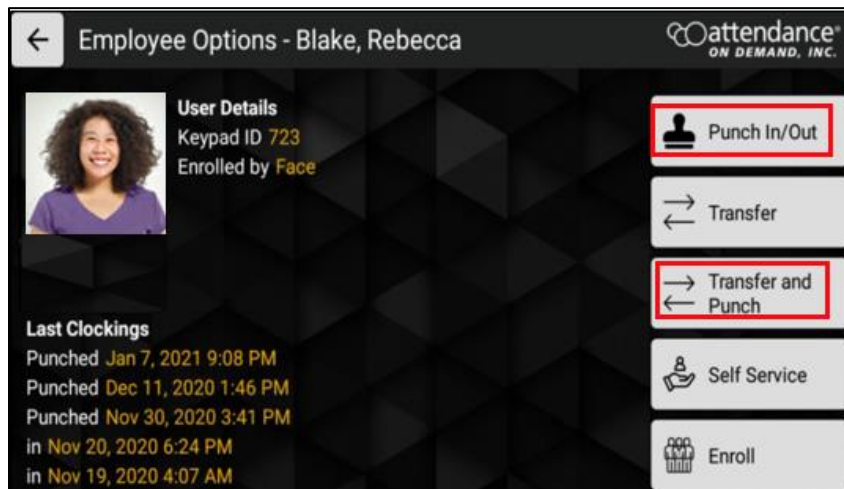 Employee Options - Blake, Rebecca
attendance®
ON DEMAND, INC.
User Details
Keypad ID 723
Enrolled by Face
Last Clockings
Punched Jan 7, 2021 9:08 PM
Punched Dec 11, 2020 1:46 PM
Punched Nov 30, 2020 3:41 PM
in Nov 20, 2020 6:24 PM
in Nov 19, 2020 4:07 AM
Punch In/Out
Transfer
Transfer and
Punch
Self Service
Enroll